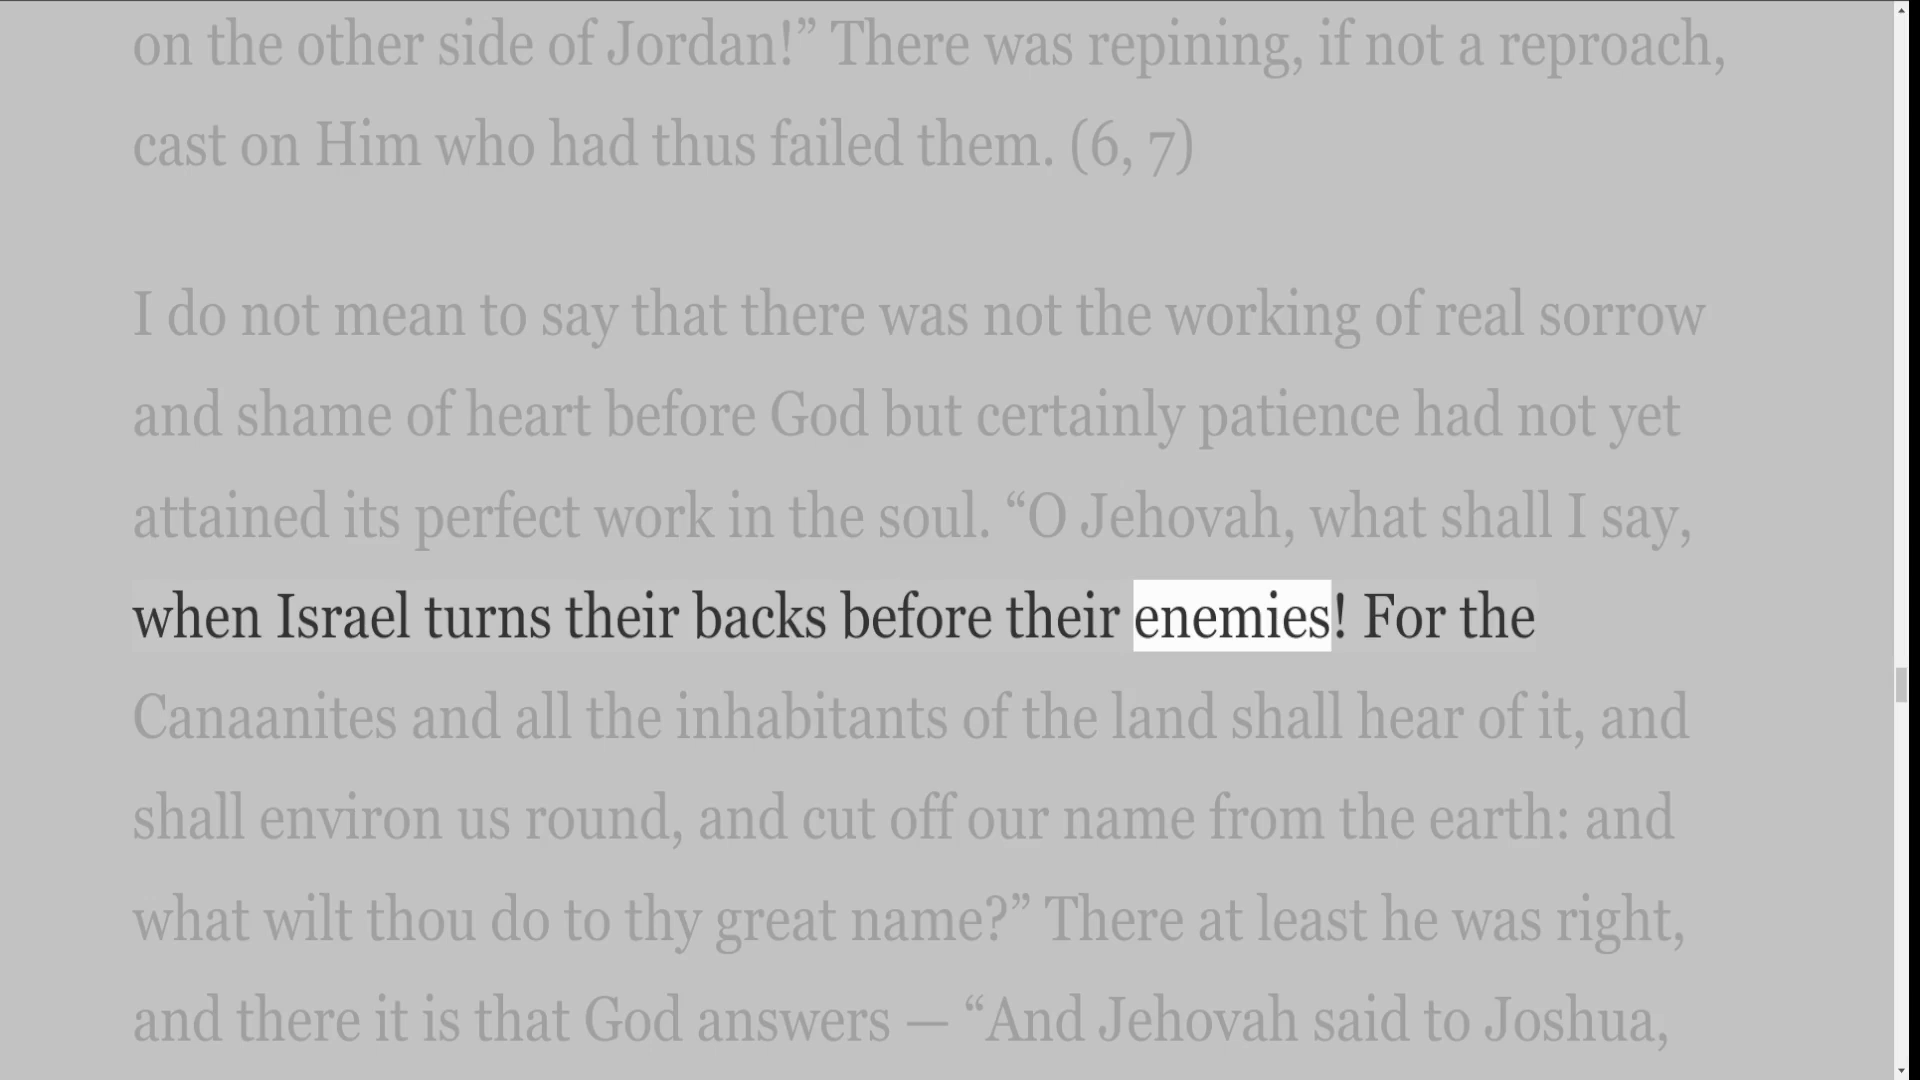 on the other side of Jordan!” There was repining, if not a reproach,
cast on Him who had thus failed them. (6, 7)
I do not mean to say that there was not the working of real sorrow
and shame of heart before God but certainly patience had not yet
attained its perfect work in the soul. “O Jehovah, what shall I say,
when Israel turns their backs before their enemies! For the
Canaanites and all the inhabitants of the land shall hear of it, and
shall environ us round, and cut off our name from the earth: and
what wilt thou do to thy great name?” There at least he was right,
and there it is that God answers — “And Jehovah said to Joshua,